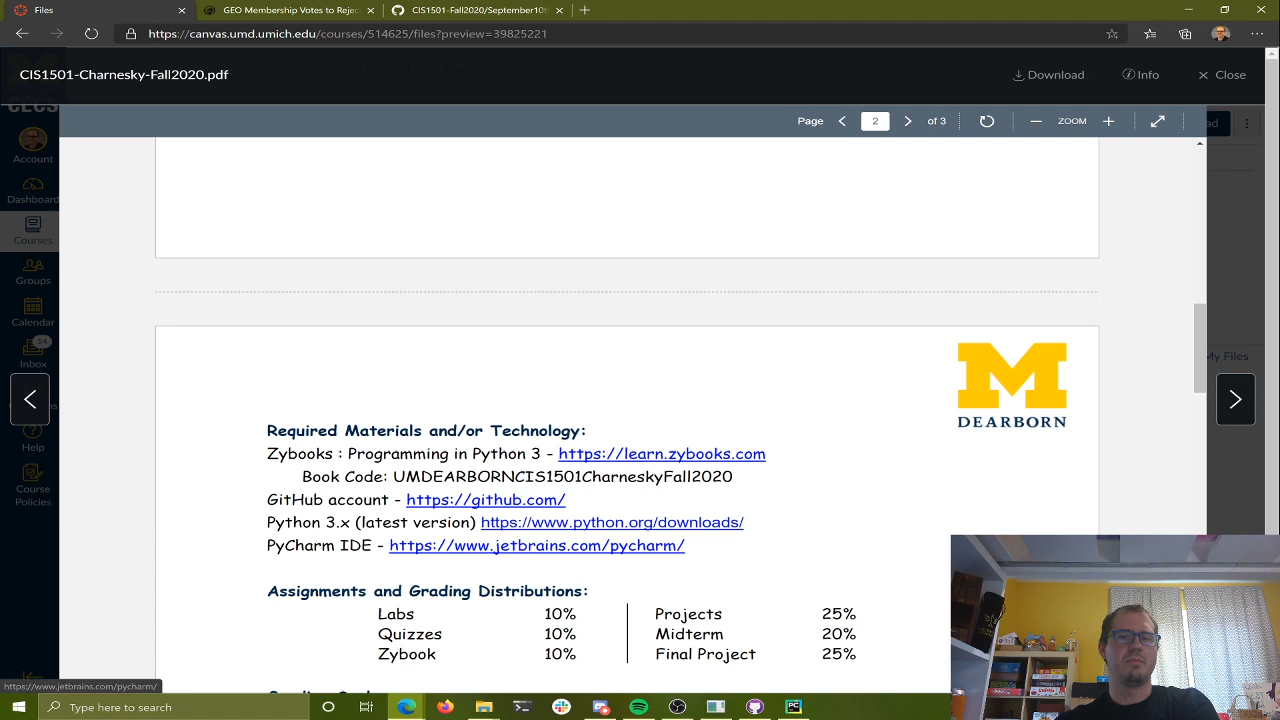 Files
GEO Membership Votes to Rejec
CIS1501-Fall2020/September10th
https://canvas.umd.umich.edu/courses/514625/files?preview=39825221
CIS1501-Charnesky-Fall2020.pdf
Download
Info
Close
CECS
Page
2
of 3
ZOOM
Account
Dashboard
Courses
Groups
Calendar
54
Inbox
Help
Course
Policies
My Files
M
DEARBORN
Required Materials and/or Technology:
Zybooks : Programming in Python 3 - https://learn.zybooks.com
Book Code: UMDEARBORNCIS1501CharneskyFall2020
GitHub account - https://github.com/
Python 3.x (latest version) https://www.python.org/downloads/
PyCharm IDE - https://www.jetbrains.com/pycharm/
Assignments and Grading Distributions:
Labs 10% Projects 25%
Quizzes 10% Midterm 20%
Zybook 10% Final Project 25%
https://www.jetbrains.com/pycharm/
Type here to search